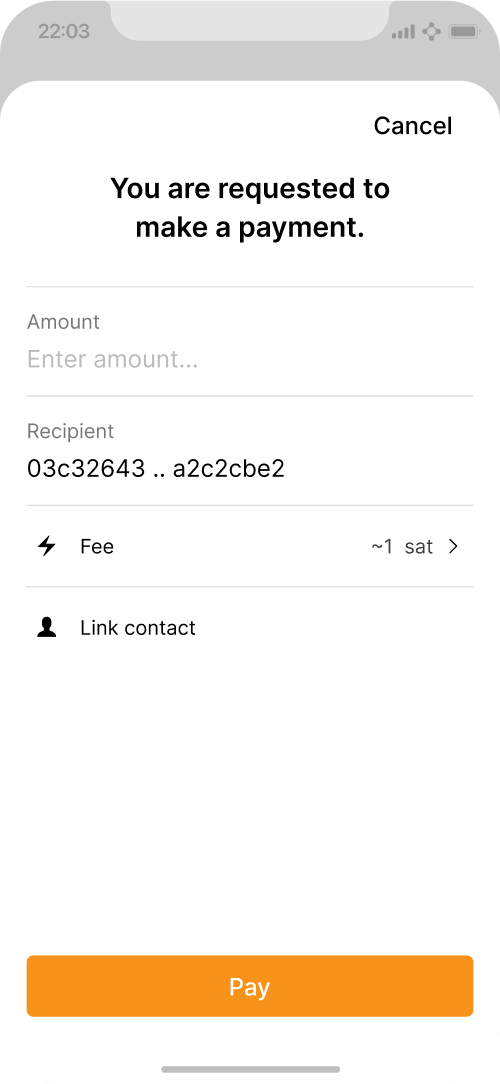 22:03
Cancel
You are requested to
make a payment.
Amount
Enter amount...
Recipient
03c32643 .. a2c2cbe2
Fee ~1 sat
Link contact
Pay